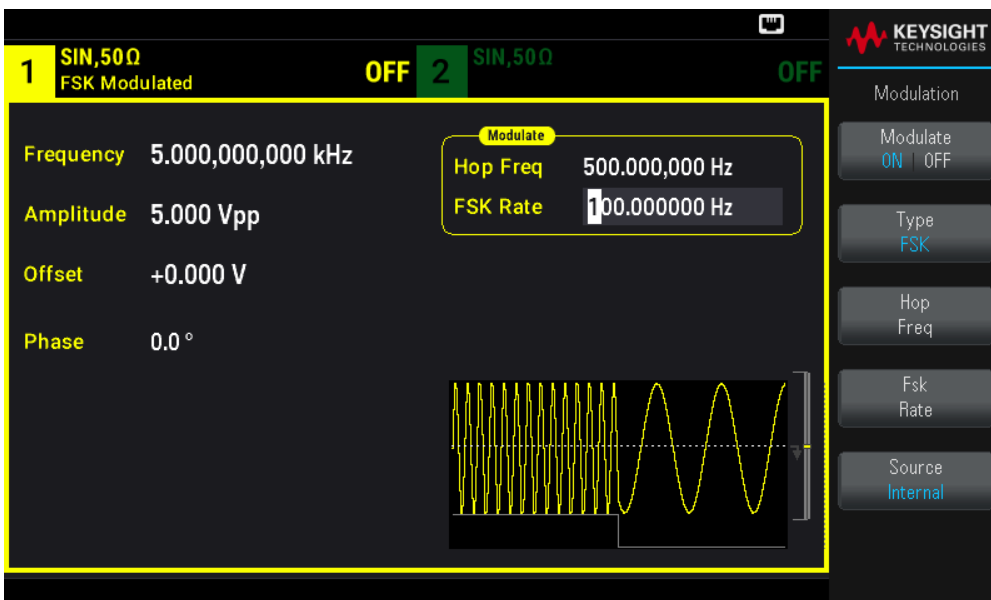 KEYSIGHT
TECHNOLOGIES
1 SIN,50Ω
FSK Modulated
OFF
2 SIN,50Ω
OFF
Modulation
Frequency 5.000,000,000 kHz
Amplitude 5.000 Vpp
Offset +0.000 V
Phase 0.0 °
Modulate
Hop Freq 500.000,000 Hz
FSK Rate 100.000000 Hz
Modulate
ON | OFF
Type
FSK
Hop
Freq
Fsk
Rate
Source
Internal